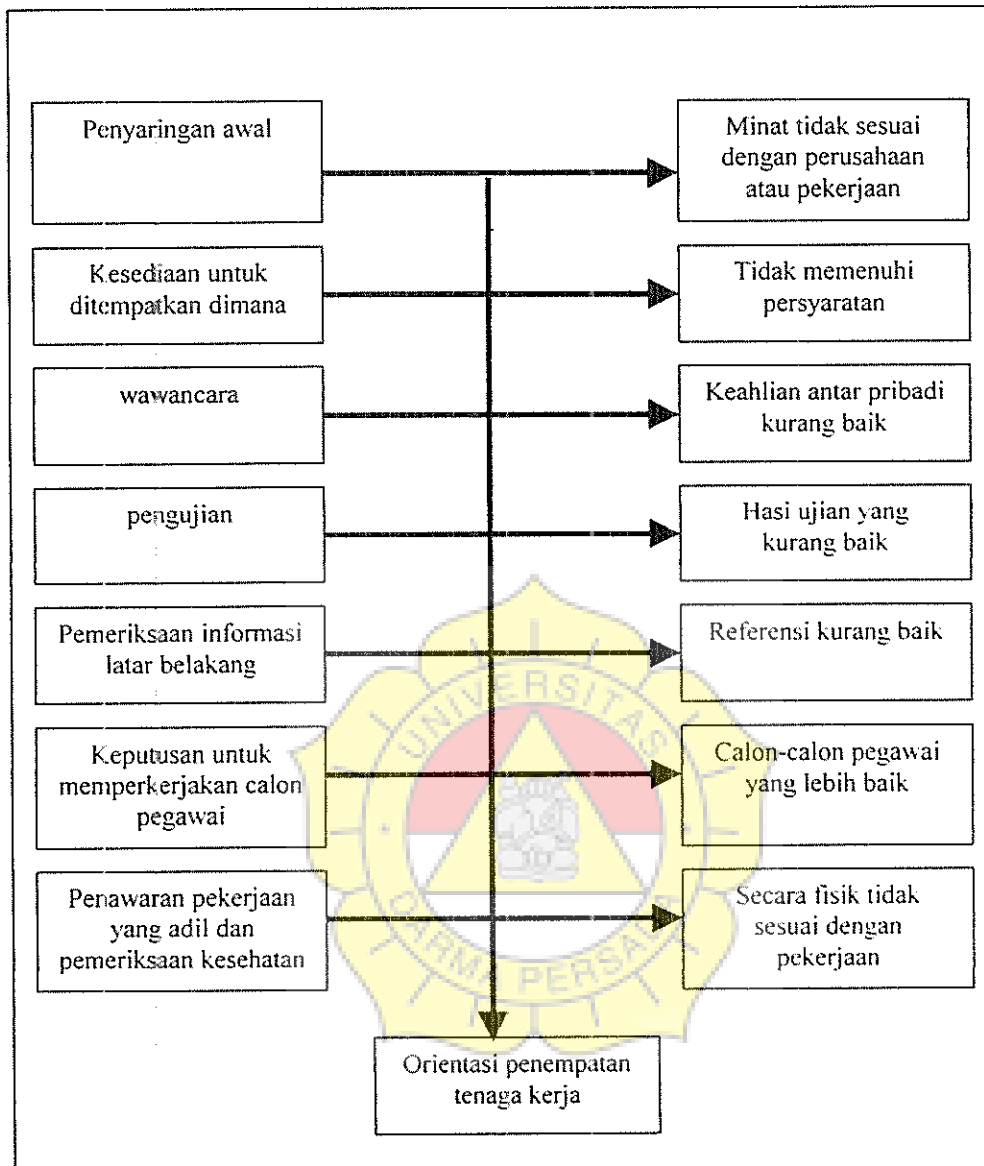 Penyaringan awal
Minat tidak sesuai
dengan perusahaan
atau pekerjaan
Kesediaan untuk
ditempatkan dimana
Tidak memenuhi
persyaratan
wawancara
Keahlian antar pribadi
kurang baik
pengujian
Hasi ujian yang
kurang baik
Pemeriksaan informasi
latar belakang
Referensi kurang baik
Keputusan untuk
memperkerjakan calon
pegawai
Calon-calon pegawai
yang lebih baik
Penawaran pekerjaan
yang adil dan
pemeriksaan kesehatan
Secara fisik tidak
sesuai dengan
pekerjaan
Orientasi penempatan
tenaga kerja
UNIVERSITAS
DARMA PERSADA